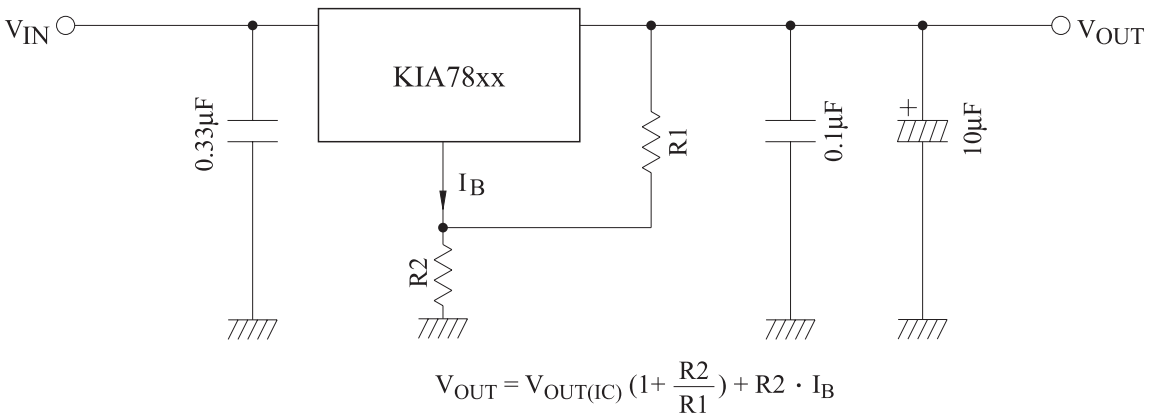 V_IN
KIA78xx
V_OUT
0.33μF
I_B
R1
0.1μF
+
10μF
R2
V_OUT = V_OUT(IC) (1+ R2/R1) + R2 · I_B